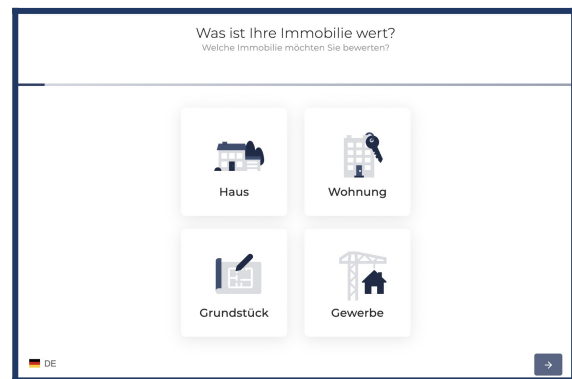 Was ist Ihre Immobilie wert?
Welche Immobilie möchten Sie bewerten?
Haus
Wohnung
Grundstück
Gewerbe
DE